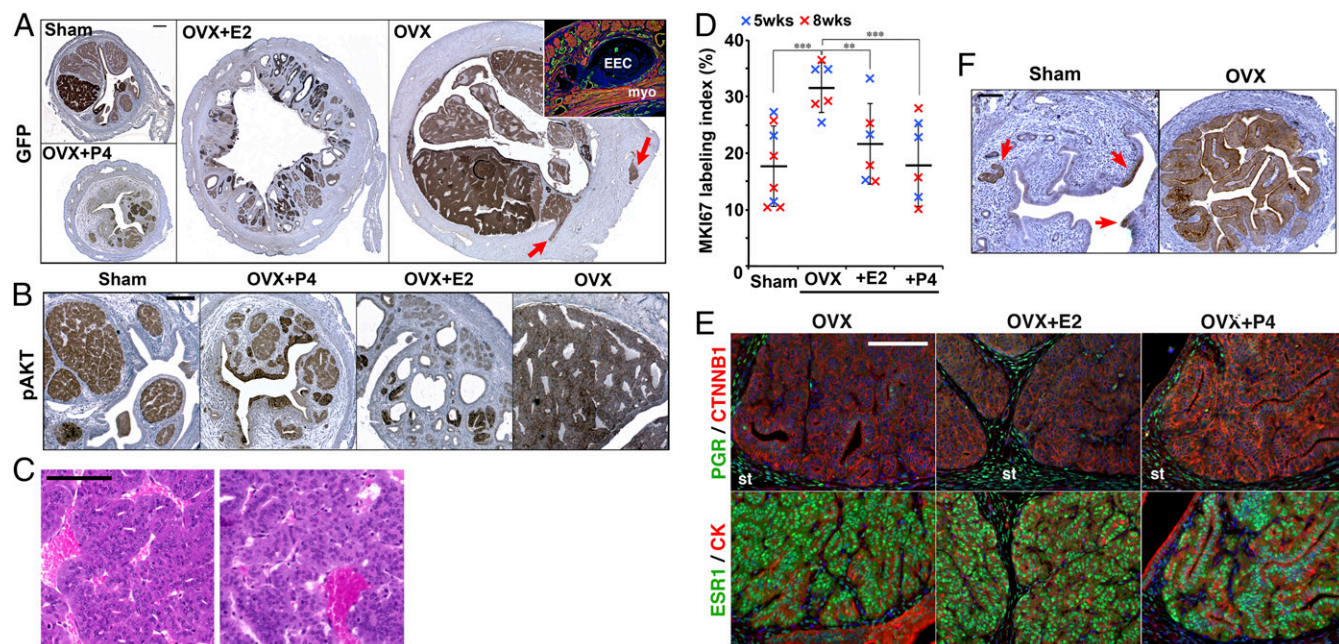 A
Sham
OVX+E2
OVX
EEC
myo
GFP
OVX+P4
B
Sham
OVX+P4
OVX+E2
OVX
pAKT
C
D
× 5wks × 8wks
MKI67 labeling index (%)
40
30
20
10
0
***
**
***
Sham
OVX
+E2
+P4
OVX
E
OVX
OVX+E2
OVX+P4
PGR / CTNNB1
st
st
st
ESR1 / CK
F
Sham
OVX